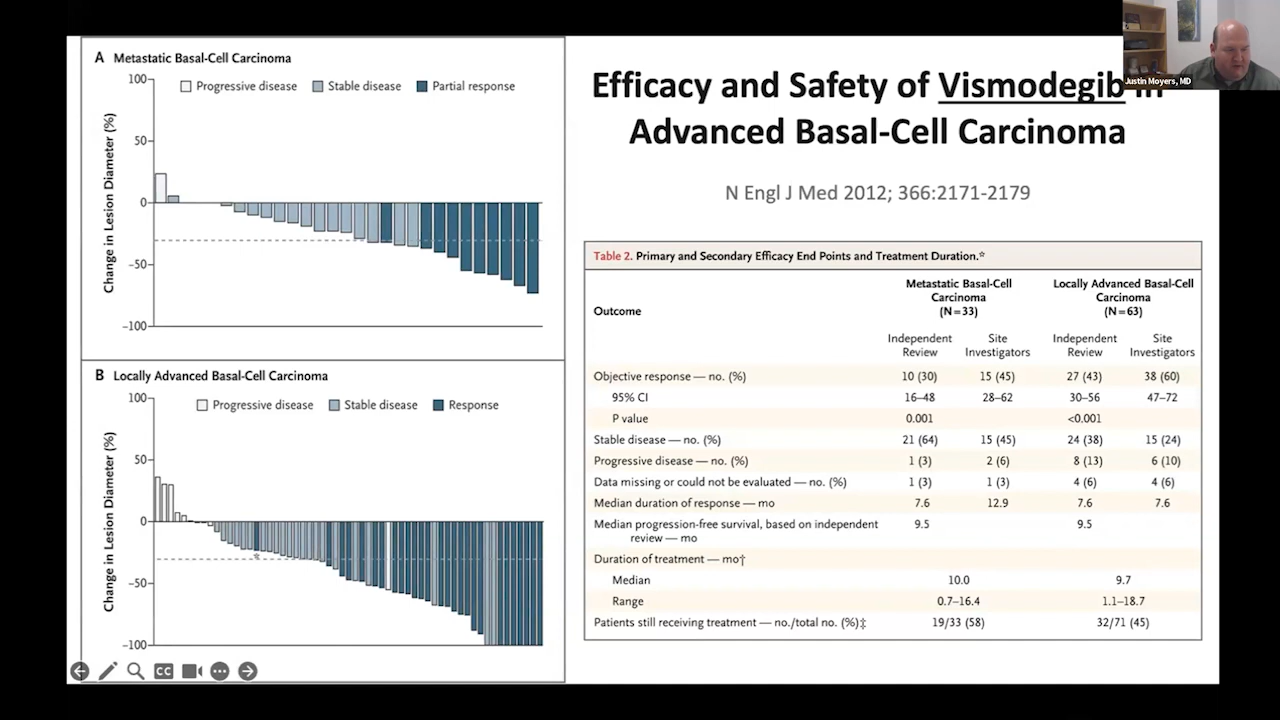 A Metastatic Basal-Cell Carcinoma
100
Progressive disease Stable disease Partial response
50
0
−50
−100
Change in Lesion Diameter (%)
B Locally Advanced Basal-Cell Carcinoma
100
Progressive disease Stable disease Response
50
0
☆
−50
−100
Change in Lesion Diameter (%)
CC
Justin Moyers, MD
Efficacy and Safety of Vismodegib in
Advanced Basal-Cell Carcinoma
N Engl J Med 2012; 366:2171-2179
Table 2. Primary and Secondary Efficacy End Points and Treatment Duration.☆
Outcome
Metastatic Basal-Cell
Carcinoma
(N=33)
Locally Advanced Basal-Cell
Carcinoma
(N=63)
Independent Review Site Investigators Independent Review Site Investigators
Objective response — no. (%) 10 (30) 15 (45) 27 (43) 38 (60)
95% CI 16–48 28–62 30–56 47–72
P value 0.001 <0.001
Stable disease — no. (%) 21 (64) 15 (45) 24 (38) 15 (24)
Progressive disease — no. (%) 1 (3) 2 (6) 8 (13) 6 (10)
Data missing or could not be evaluated — no. (%) 1 (3) 1 (3) 4 (6) 4 (6)
Median duration of response — mo 7.6 12.9 7.6 7.6
Median progression-free survival, based on independent 9.5 9.5
review — mo
Duration of treatment — mo†
Median 10.0 9.7
Range 0.7–16.4 1.1–18.7
Patients still receiving treatment — no./total no. (%)‡ 19/33 (58) 32/71 (45)